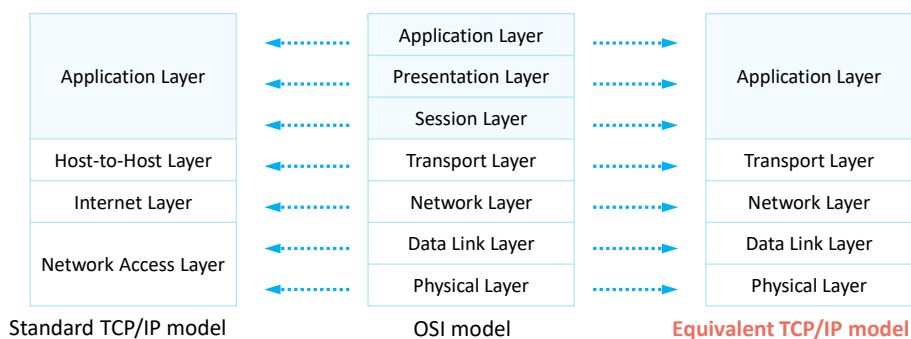 Application Layer
Host-to-Host Layer
Internet Layer
Network Access Layer
Standard TCP/IP model
Application Layer
Presentation Layer
Session Layer
Transport Layer
Network Layer
Data Link Layer
Physical Layer
OSI model
Application Layer
Transport Layer
Network Layer
Data Link Layer
Physical Layer
Equivalent TCP/IP model